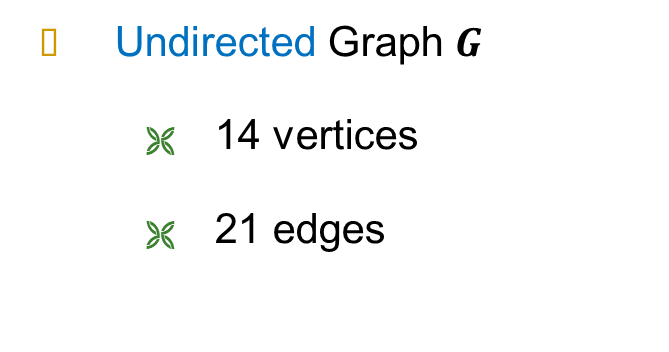 Undirected Graph G
14 vertices
21 edges